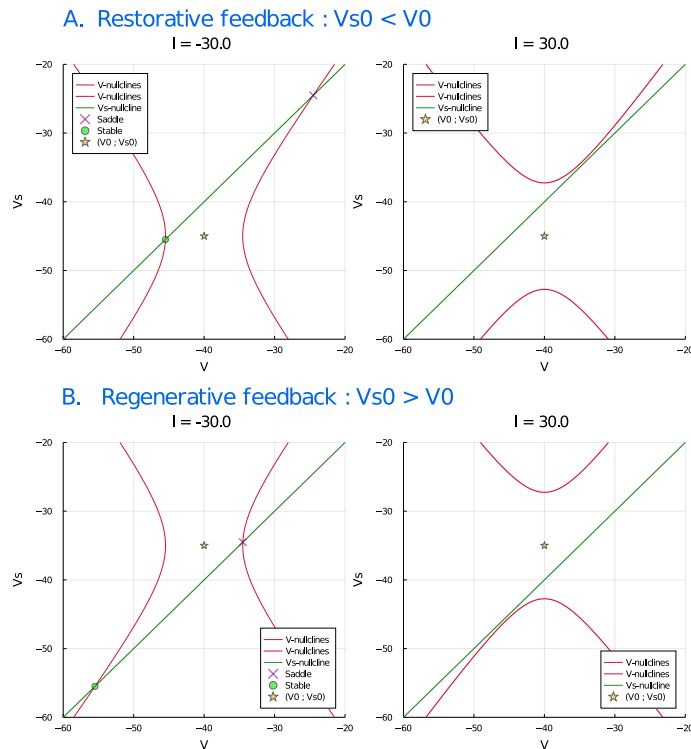 A. Restorative feedback : Vs0 < V0
I = -30.0
I = 30.0
−20
−30
−40
−50
−60
Vs
V-nullclines
V-nullclines
Vs-nullcline
Saddle
Stable
(V0 ; Vs0)
−60 −50 −40 −30 −20
V
−20
−30
−40
−50
−60
Vs
V-nullclines
V-nullclines
Vs-nullcline
(V0 ; Vs0)
−60 −50 −40 −30 −20
V
B. Regenerative feedback : Vs0 > V0
I = -30.0
I = 30.0
−20
−30
−40
−50
−60
Vs
V-nullclines
V-nullclines
Vs-nullcline
Saddle
Stable
(V0 ; Vs0)
−60 −50 −40 −30 −20
V
−20
−30
−40
−50
−60
Vs
V-nullclines
V-nullclines
Vs-nullcline
(V0 ; Vs0)
−60 −50 −40 −30 −20
V